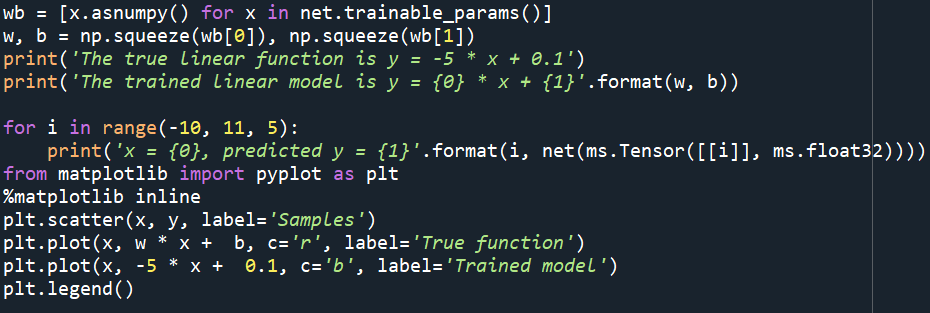 wb = [x.asnumpy() for x in net.trainable_params()]
w, b = np.squeeze(wb[0]), np.squeeze(wb[1])
print('The true linear function is y = -5 * x + 0.1')
print('The trained linear model is y = {0} * x + {1}'.format(w, b))
for i in range(-10, 11, 5):
    print('x = {0}, predicted y = {1}'.format(i, net(ms.Tensor([[i]], ms.float32))))
from matplotlib import pyplot as plt
%matplotlib inline
plt.scatter(x, y, label='Samples')
plt.plot(x, w * x +  b, c='r', label='True function')
plt.plot(x, -5 * x +  0.1, c='b', label='Trained model')
plt.legend()